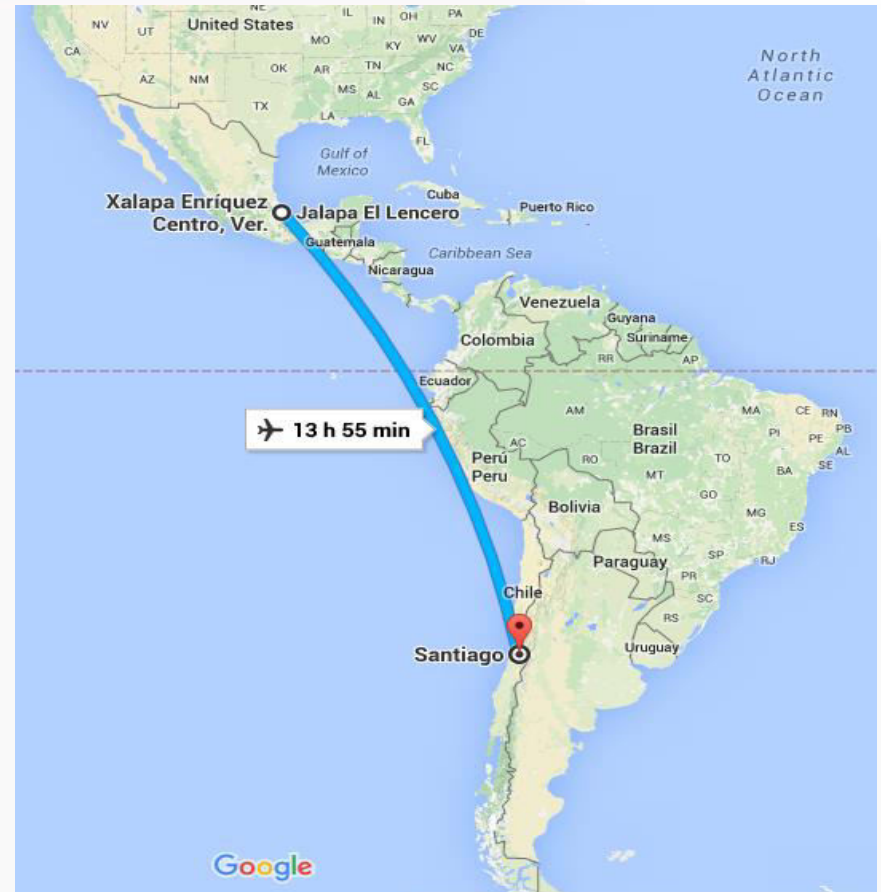 NE
IL
IN
OH
PA
NV
UT
United States
MO
KY
WV
DE
VA
CA
AZ
NM
OK
AR
TN
NC
SC
MS
AL
GA
TX
LA
FL
North
Atlantic
Ocean
Gulf of
Mexico
Xalapa Enríquez
Centro, Ver.
Jalapa El Lencero
Cuba
Puerto Rico
Guatemala
Caribbean Sea
Nicaragua
Venezuela
Guyana
Suriname
Colombia
RR
AP
Ecuador
13 h 55 min
AM
MA
CE
RN
PB
PI
PE
AL
SE
Brasil
Brazil
AC
RO
TO
BA
MT
Perú
Peru
GO
Bolivia
MG
ES
MS
SP
RJ
Paraguay
PR
SC
Chile
RS
Santiago
Uruguay
Google